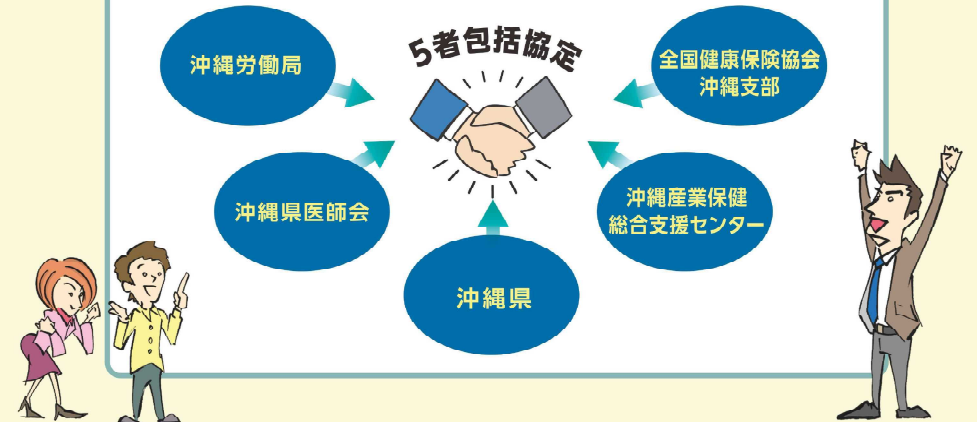 5者包括協定
沖縄労働局
全国健康保険協会
沖縄支部
沖縄県医師会
沖縄産業保健
総合支援センター
沖縄県